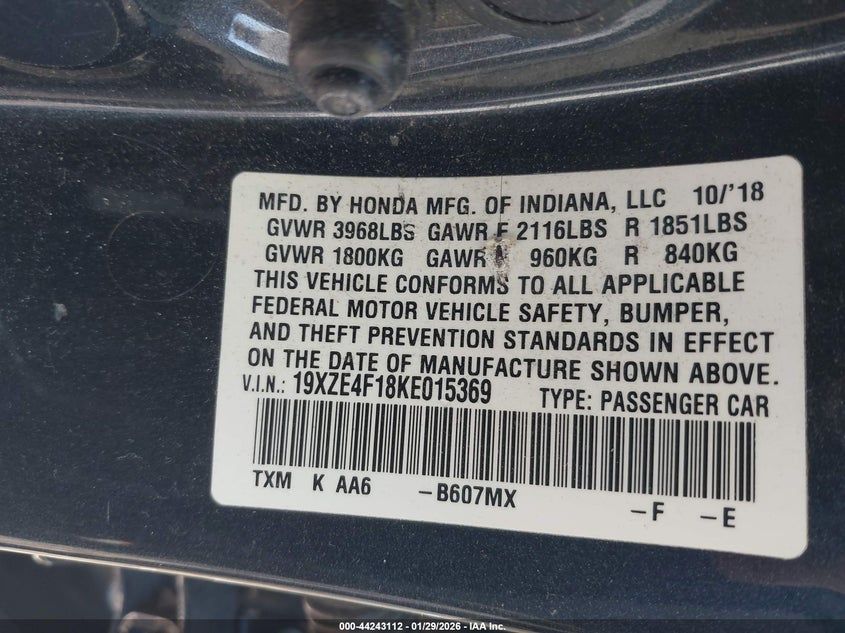 MFD. BY HONDA MFG. OF INDIANA, LLC 10/'18
GVWR 3968LBS GAWR F 2116LBS R 1851LBS
GVWR 1800KG GAWR 960KG R 840KG
THIS VEHICLE CONFORMS TO ALL APPLICABLE
FEDERAL MOTOR VEHICLE SAFETY, BUMPER,
AND THEFT PREVENTION STANDARDS IN EFFECT
ON THE DATE OF MANUFACTURE SHOWN ABOVE.
V.I.N.: 19XZE4F18KE015369 TYPE: PASSENGER CAR
TXM K AA6 -B607MX -F -E
000-44243112 - 01/29/2026 - IAA Inc.